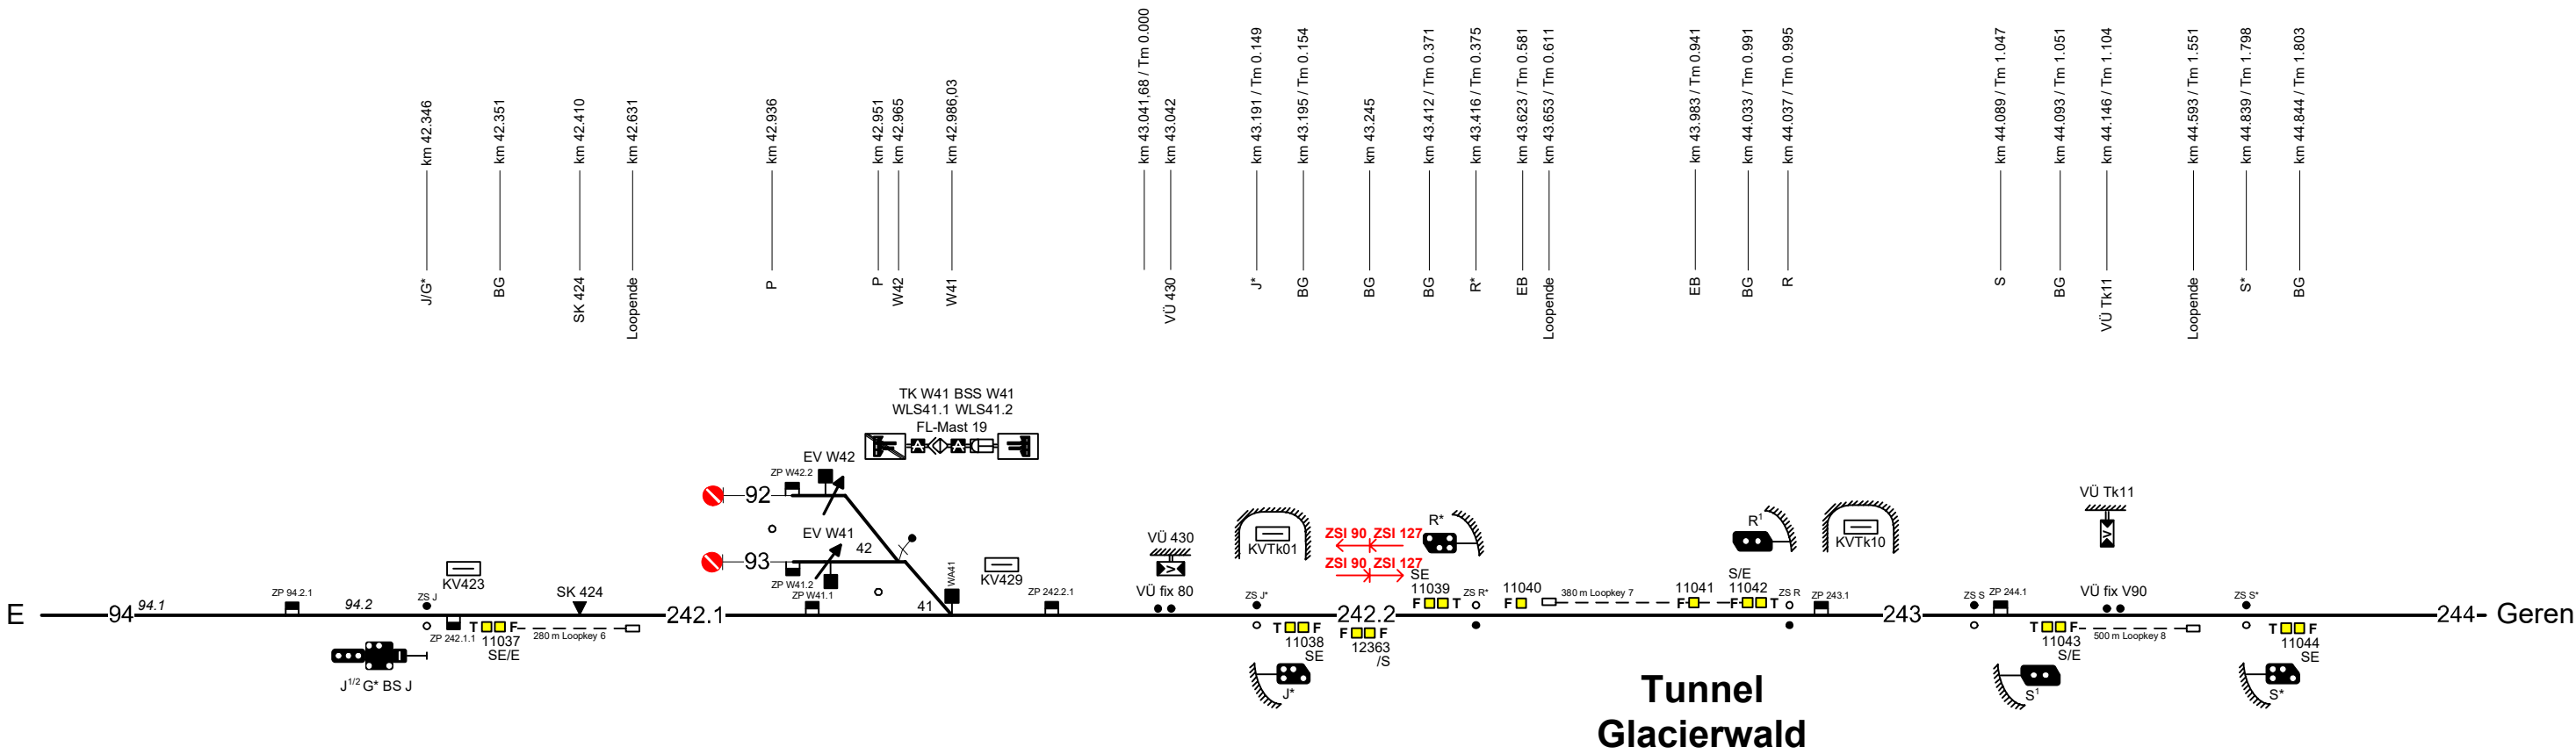 km 42.346
km 42.351
km 42.410
km 42.631
km 42.936
km 42.951
km 42.965
km 42.986,03
km 43.041,68 / Tm 0.000
km 43.042
km 43.191 / Tm 0.149
km 43.195 / Tm 0.154
km 43.245
km 43.412 / Tm 0.371
km 43.416 / Tm 0.375
km 43.623 / Tm 0.581
km 43.653 / Tm 0.611
km 43.983 / Tm 0.941
km 44.033 / Tm 0.991
km 44.037 / Tm 0.995
km 44.089 / Tm 1.047
km 44.093 / Tm 1.051
km 44.146 / Tm 1.104
km 44.593 / Tm 1.551
km 44.839 / Tm 1.798
km 44.844 / Tm 1.803
J/G*
BG
SK 424
Loopende
P
P
W42
W41
VÜ 430
J*
BG
BG
BG
R*
EB
Loopende
EB
BG
R
S
BG
VÜ Tk11
Loopende
S*
BG
TK W41 BSS W41
WLS41.1 WLS41.2
FL-Mast 19
EV W42
ZP W42.2
92
EV W41
42
93
ZP W41.2
ZP W41.1
41
WA41
KV423
KV429
SK 424
VÜ 430
VÜ fix 80
KVTk01
ZSI 90 ZSI 127
ZSI 90 ZSI 127
R*
SE
11039
F T
ZS R*
11040
F
380 m Loopkey 7
11041
F
R1
S/E
11042
F T
ZS R
ZP 243.1
KVTk10
ZS S
ZP 244.1
VÜ Tk11
VÜ fix V90
ZS S*
E
94
94.1
ZP 94.2.1
94.2
ZS J
ZP 242.1.1
T F
11037
SE/E
280 m Loopkey 6
242.1
ZP 242.2.1
ZS J*
T F
11038
SE
242.2
F F
12363
/S
243
T F
11043
S/E
500 m Loopkey 8
T F
11044
SE
244
Geren
J1/2 G* BS J
J*
S1
S*
Tunnel
Glacierwald